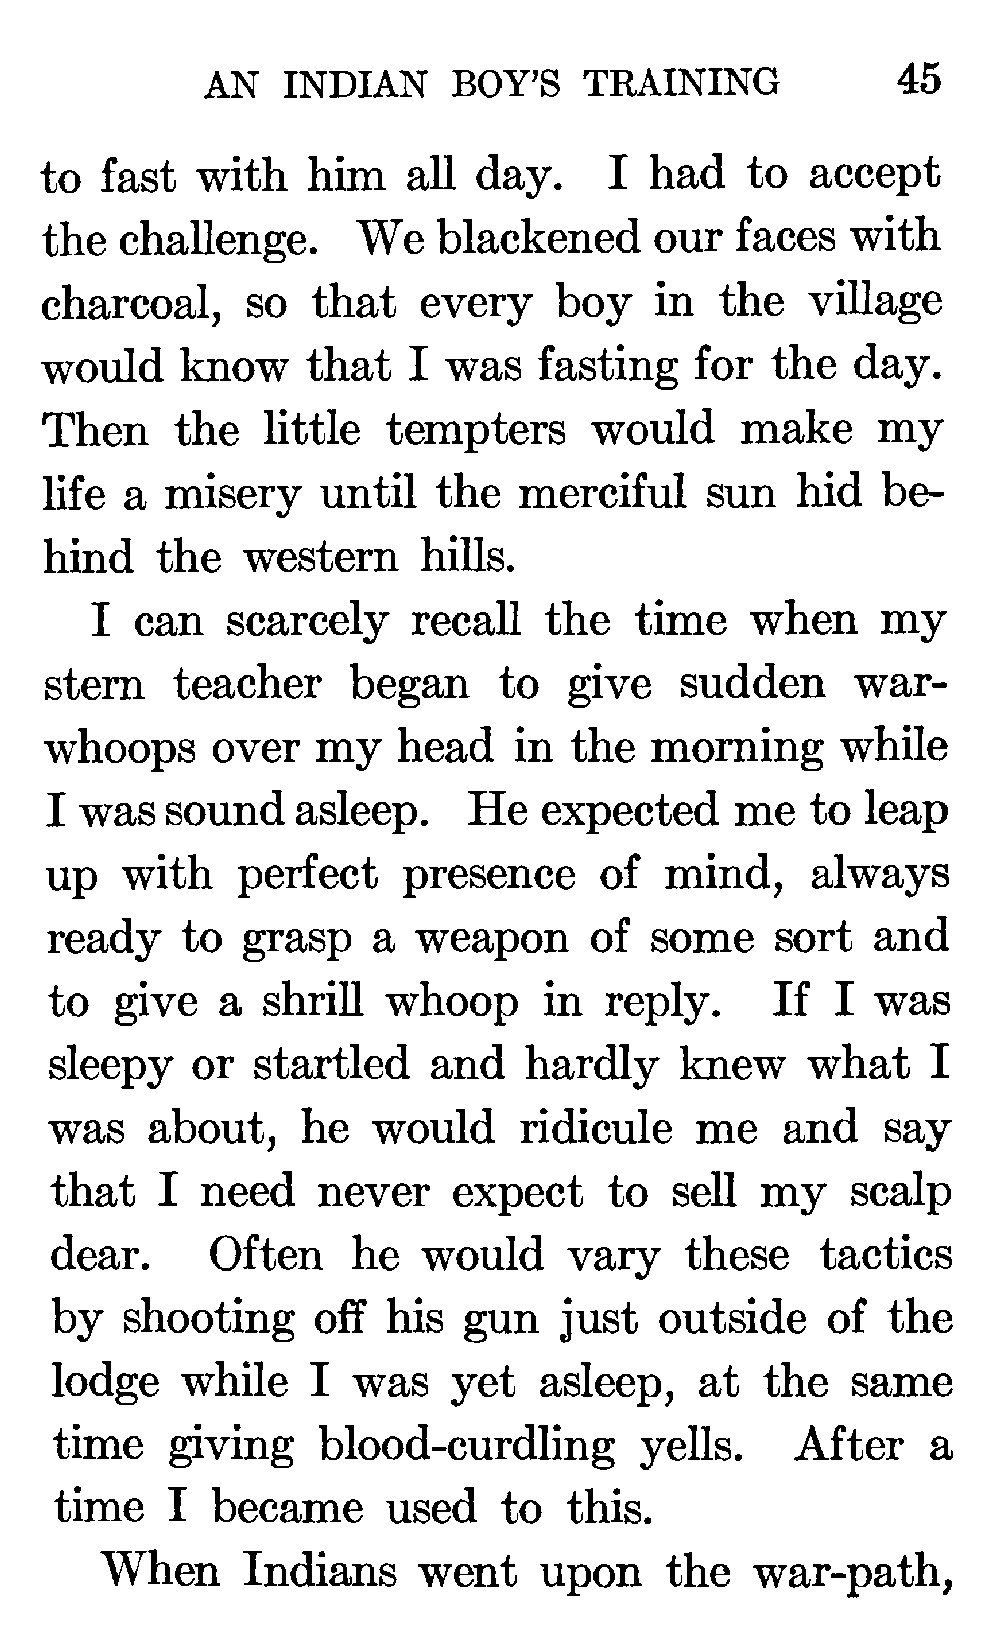 AN INDIAN BOY'S TRAINING 45
to fast with him all day. I had to accept
the challenge. We blackened our faces with
charcoal, so that every boy in the village
would know that I was fasting for the day.
Then the little tempters would make my
life a misery until the merciful sun hid be-
hind the western hills.
I can scarcely recall the time when my
stern teacher began to give sudden war-
whoops over my head in the morning while
I was sound asleep. He expected me to leap
up with perfect presence of mind, always
ready to grasp a weapon of some sort and
to give a shrill whoop in reply. If I was
sleepy or startled and hardly knew what I
was about, he would ridicule me and say
that I need never expect to sell my scalp
dear. Often he would vary these tactics
by shooting off his gun just outside of the
lodge while I was yet asleep, at the same
time giving blood-curdling yells. After a
time I became used to this.
When Indians went upon the war-path,